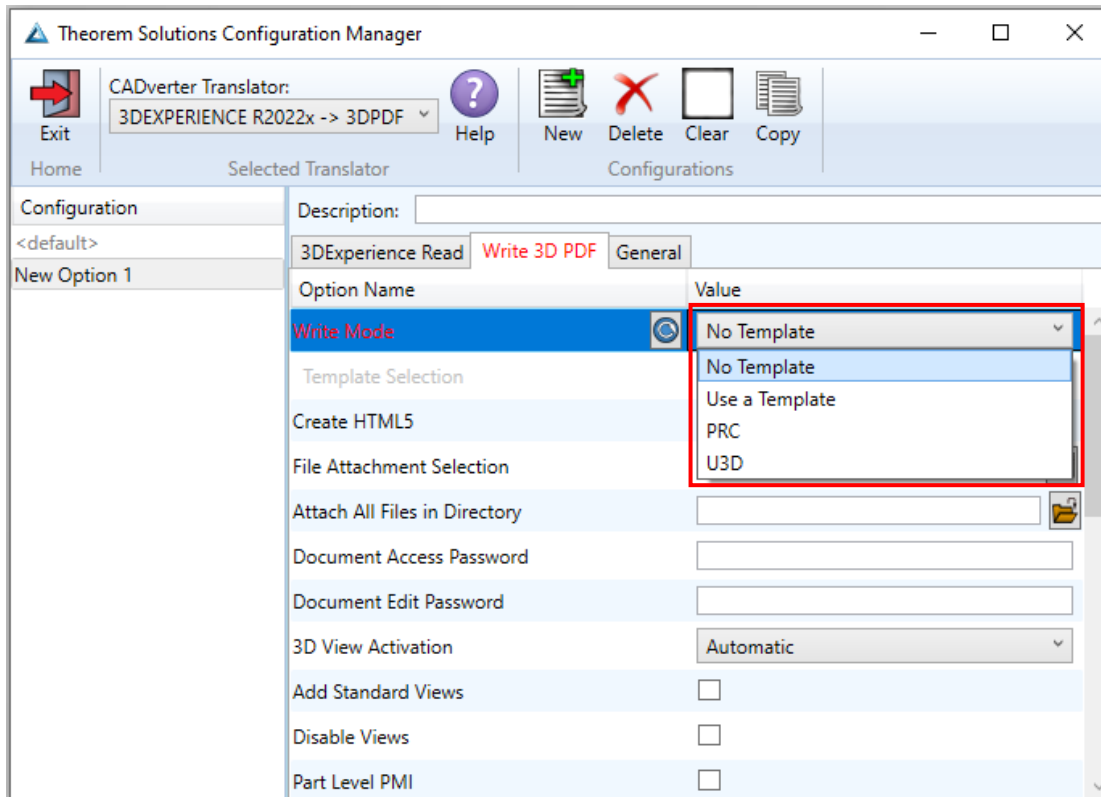 Theorem Solutions Configuration Manager
CADverter Translator:
3DEXPERIENCE R2022x -> 3DPDF
Exit
Help
New
Delete
Clear
Copy
Home
Selected Translator
Configurations
Configuration
Description:
<default>
3DExperience Read
Write 3D PDF
General
New Option 1
Option Name
Value
Write Mode
No Template
Template Selection
No Template
Use a Template
Create HTML5
PRC
File Attachment Selection
U3D
Attach All Files in Directory
Document Access Password
Document Edit Password
3D View Activation
Automatic
Add Standard Views
Disable Views
Part Level PMI